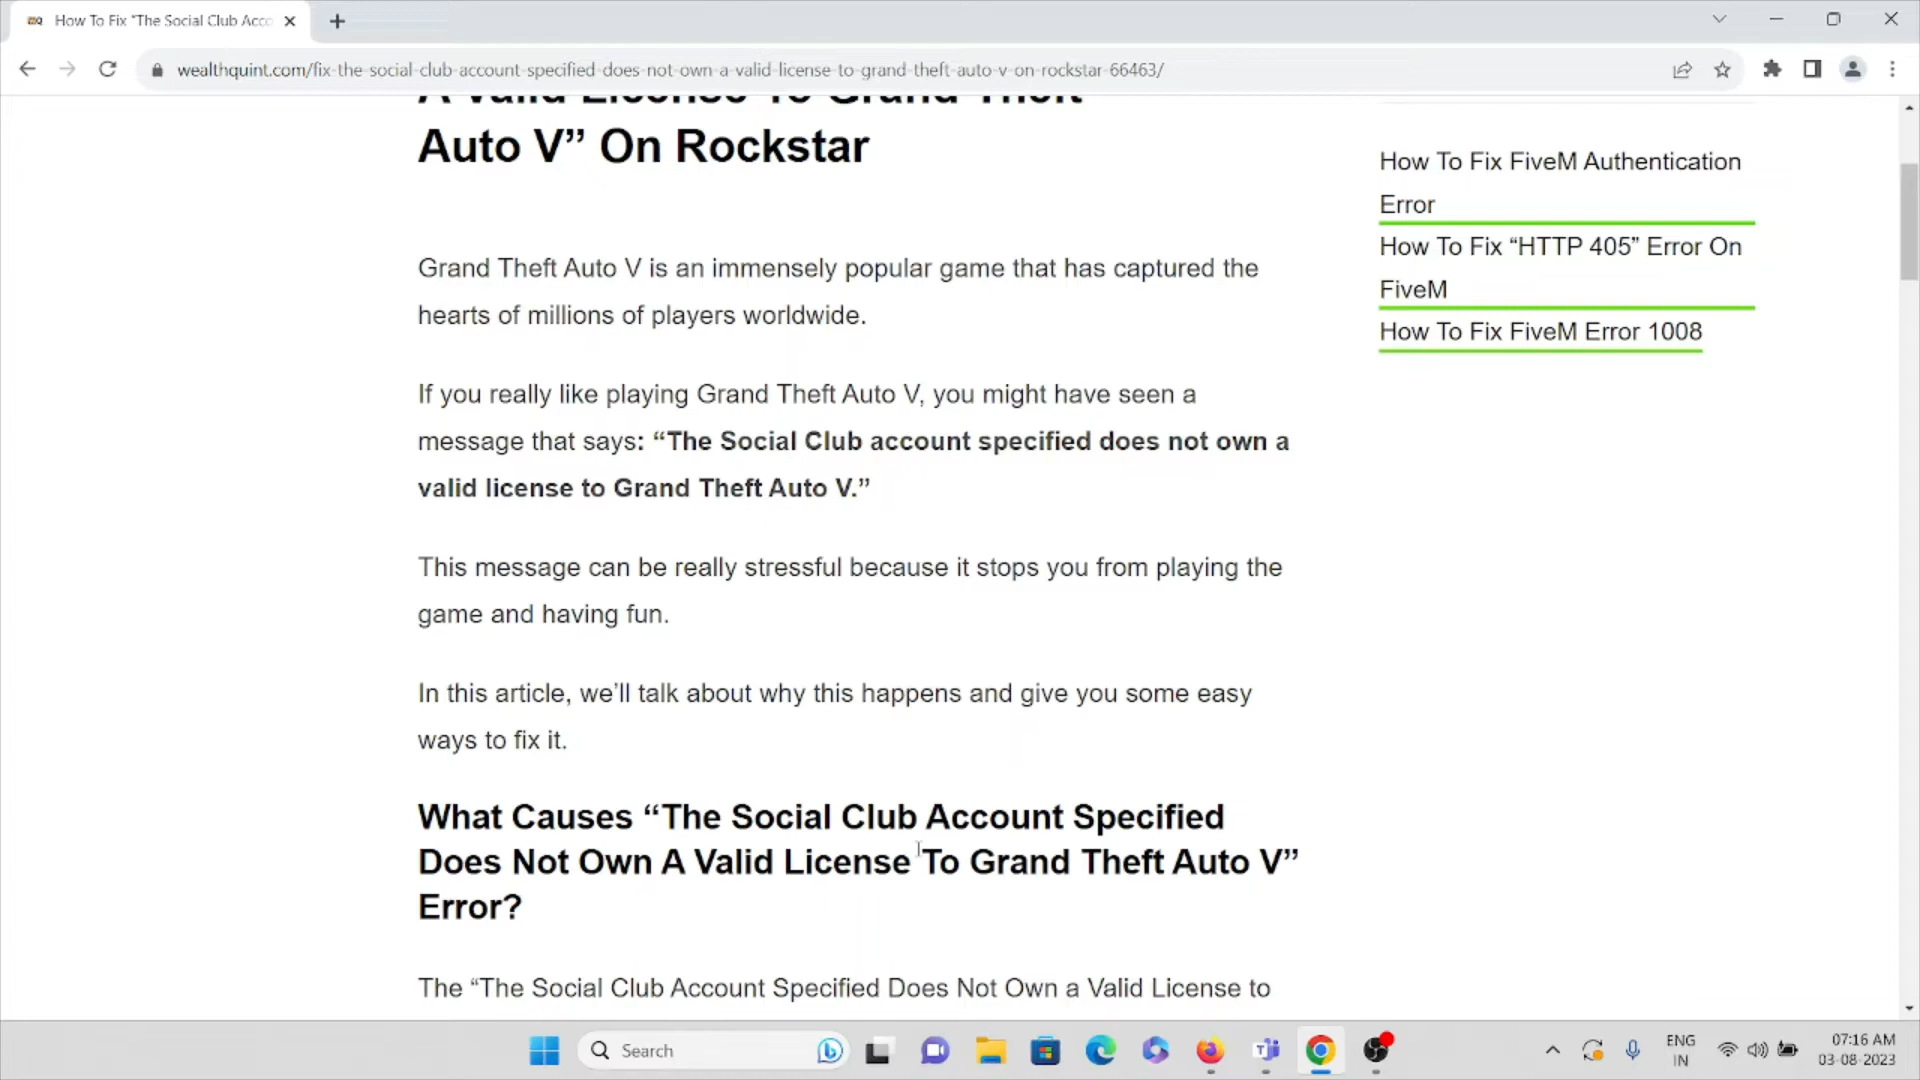 How To Fix “The Social Club Acco
wealthquint.com/fix-the-social-club-account-specified-does-not-own-a-valid-license-to-grand-theft-auto-v-on-rockstar-66463/
A Valid License To Grand Theft
Auto V” On Rockstar
Grand Theft Auto V is an immensely popular game that has captured the
hearts of millions of players worldwide.
If you really like playing Grand Theft Auto V, you might have seen a
message that says: “The Social Club account specified does not own a
valid license to Grand Theft Auto V.”
This message can be really stressful because it stops you from playing the
game and having fun.
In this article, we’ll talk about why this happens and give you some easy
ways to fix it.
What Causes “The Social Club Account Specified
Does Not Own A Valid License To Grand Theft Auto V”
Error?
The “The Social Club Account Specified Does Not Own a Valid License to
How To Fix FiveM Authentication
Error
How To Fix “HTTP 405” Error On
FiveM
How To Fix FiveM Error 1008
Search
ENG
IN
07:16 AM
03-08-2023